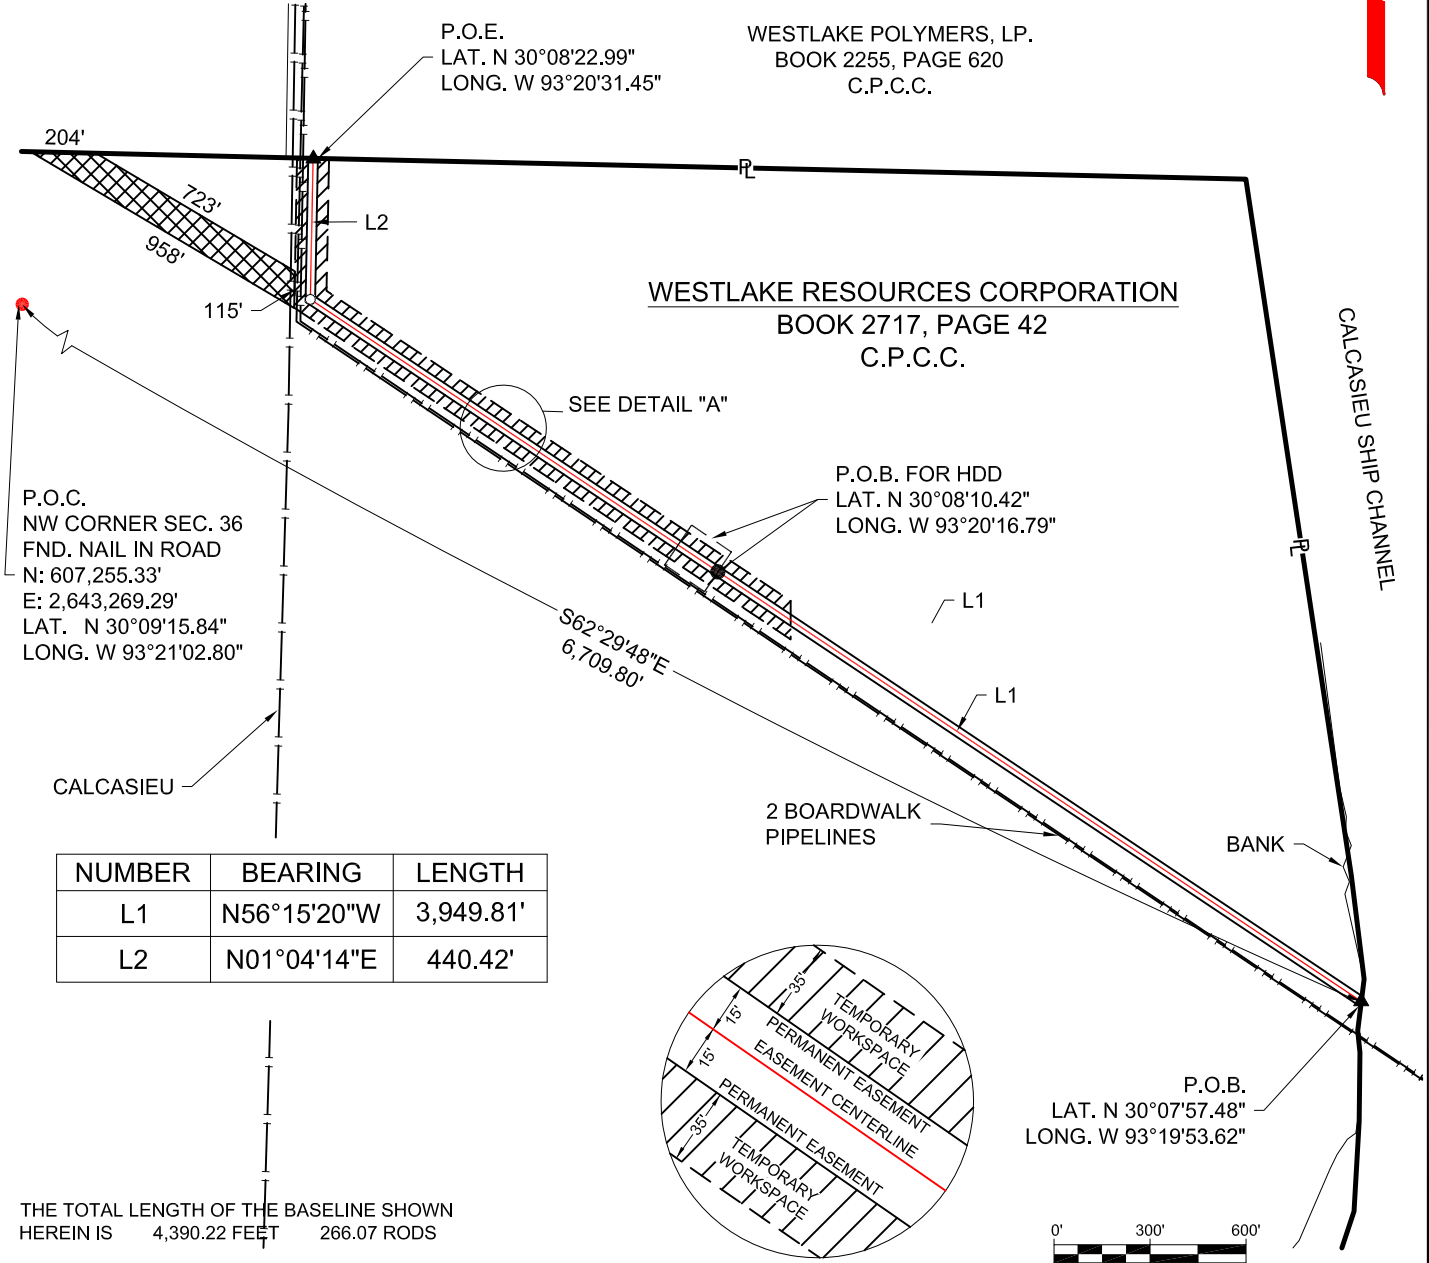 P.O.E.
LAT. N 30°08'22.99"
LONG. W 93°20'31.45"
WESTLAKE POLYMERS, LP.
BOOK 2255, PAGE 620
C.P.C.C.
204'
723'
958'
115'
L2
PL
WESTLAKE RESOURCES CORPORATION
BOOK 2717, PAGE 42
C.P.C.C.
CALCASIEU SHIP CHANNEL
SEE DETAIL "A"
P.O.B. FOR HDD
LAT. N 30°08'10.42"
LONG. W 93°20'16.79"
P.O.C.
NW CORNER SEC. 36
FND. NAIL IN ROAD
N: 607,255.33'
E: 2,643,269.29'
LAT. N 30°09'15.84"
LONG. W 93°21'02.80"
PL
L1
S62°29'48"E
6,709.80'
L1
CALCASIEU
2 BOARDWALK
PIPELINES
BANK
NUMBER BEARING LENGTH
L1 N56°15'20"W 3,949.81'
L2 N01°04'14"E 440.42'
35'
TEMPORARY
WORKSPACE
15'
PERMANENT EASEMENT
EASEMENT CENTERLINE
15'
PERMANENT EASEMENT
35'
TEMPORARY
WORKSPACE
P.O.B.
LAT. N 30°07'57.48"
LONG. W 93°19'53.62"
THE TOTAL LENGTH OF THE BASELINE SHOWN
HEREIN IS 4,390.22 FEET 266.07 RODS
0' 300' 600'